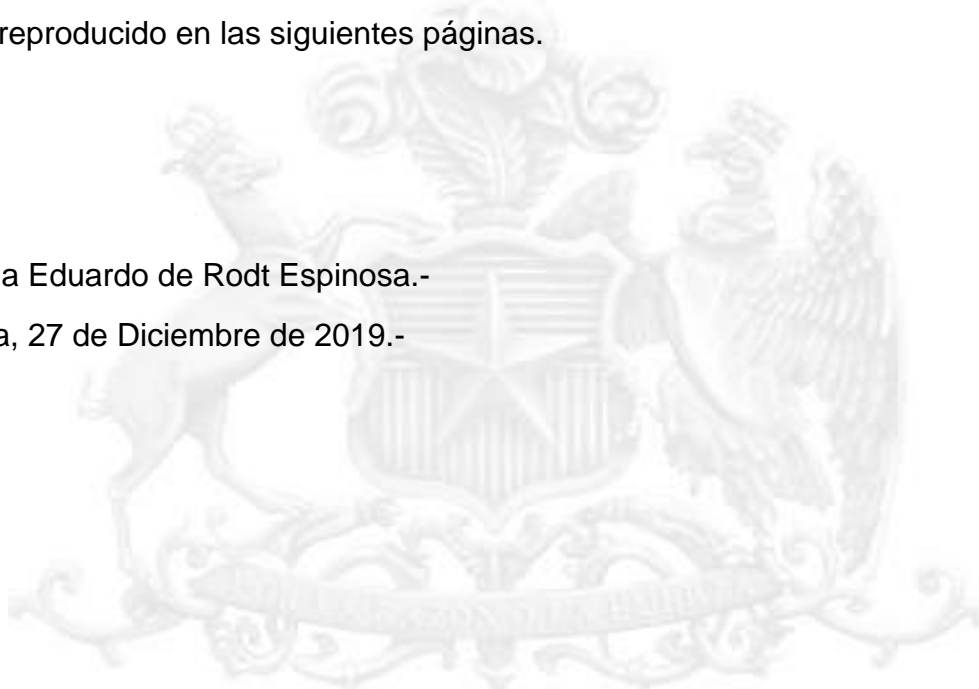 reproducido en las siguientes páginas.
a Eduardo de Rodt Espinosa.-
a, 27 de Diciembre de 2019.-